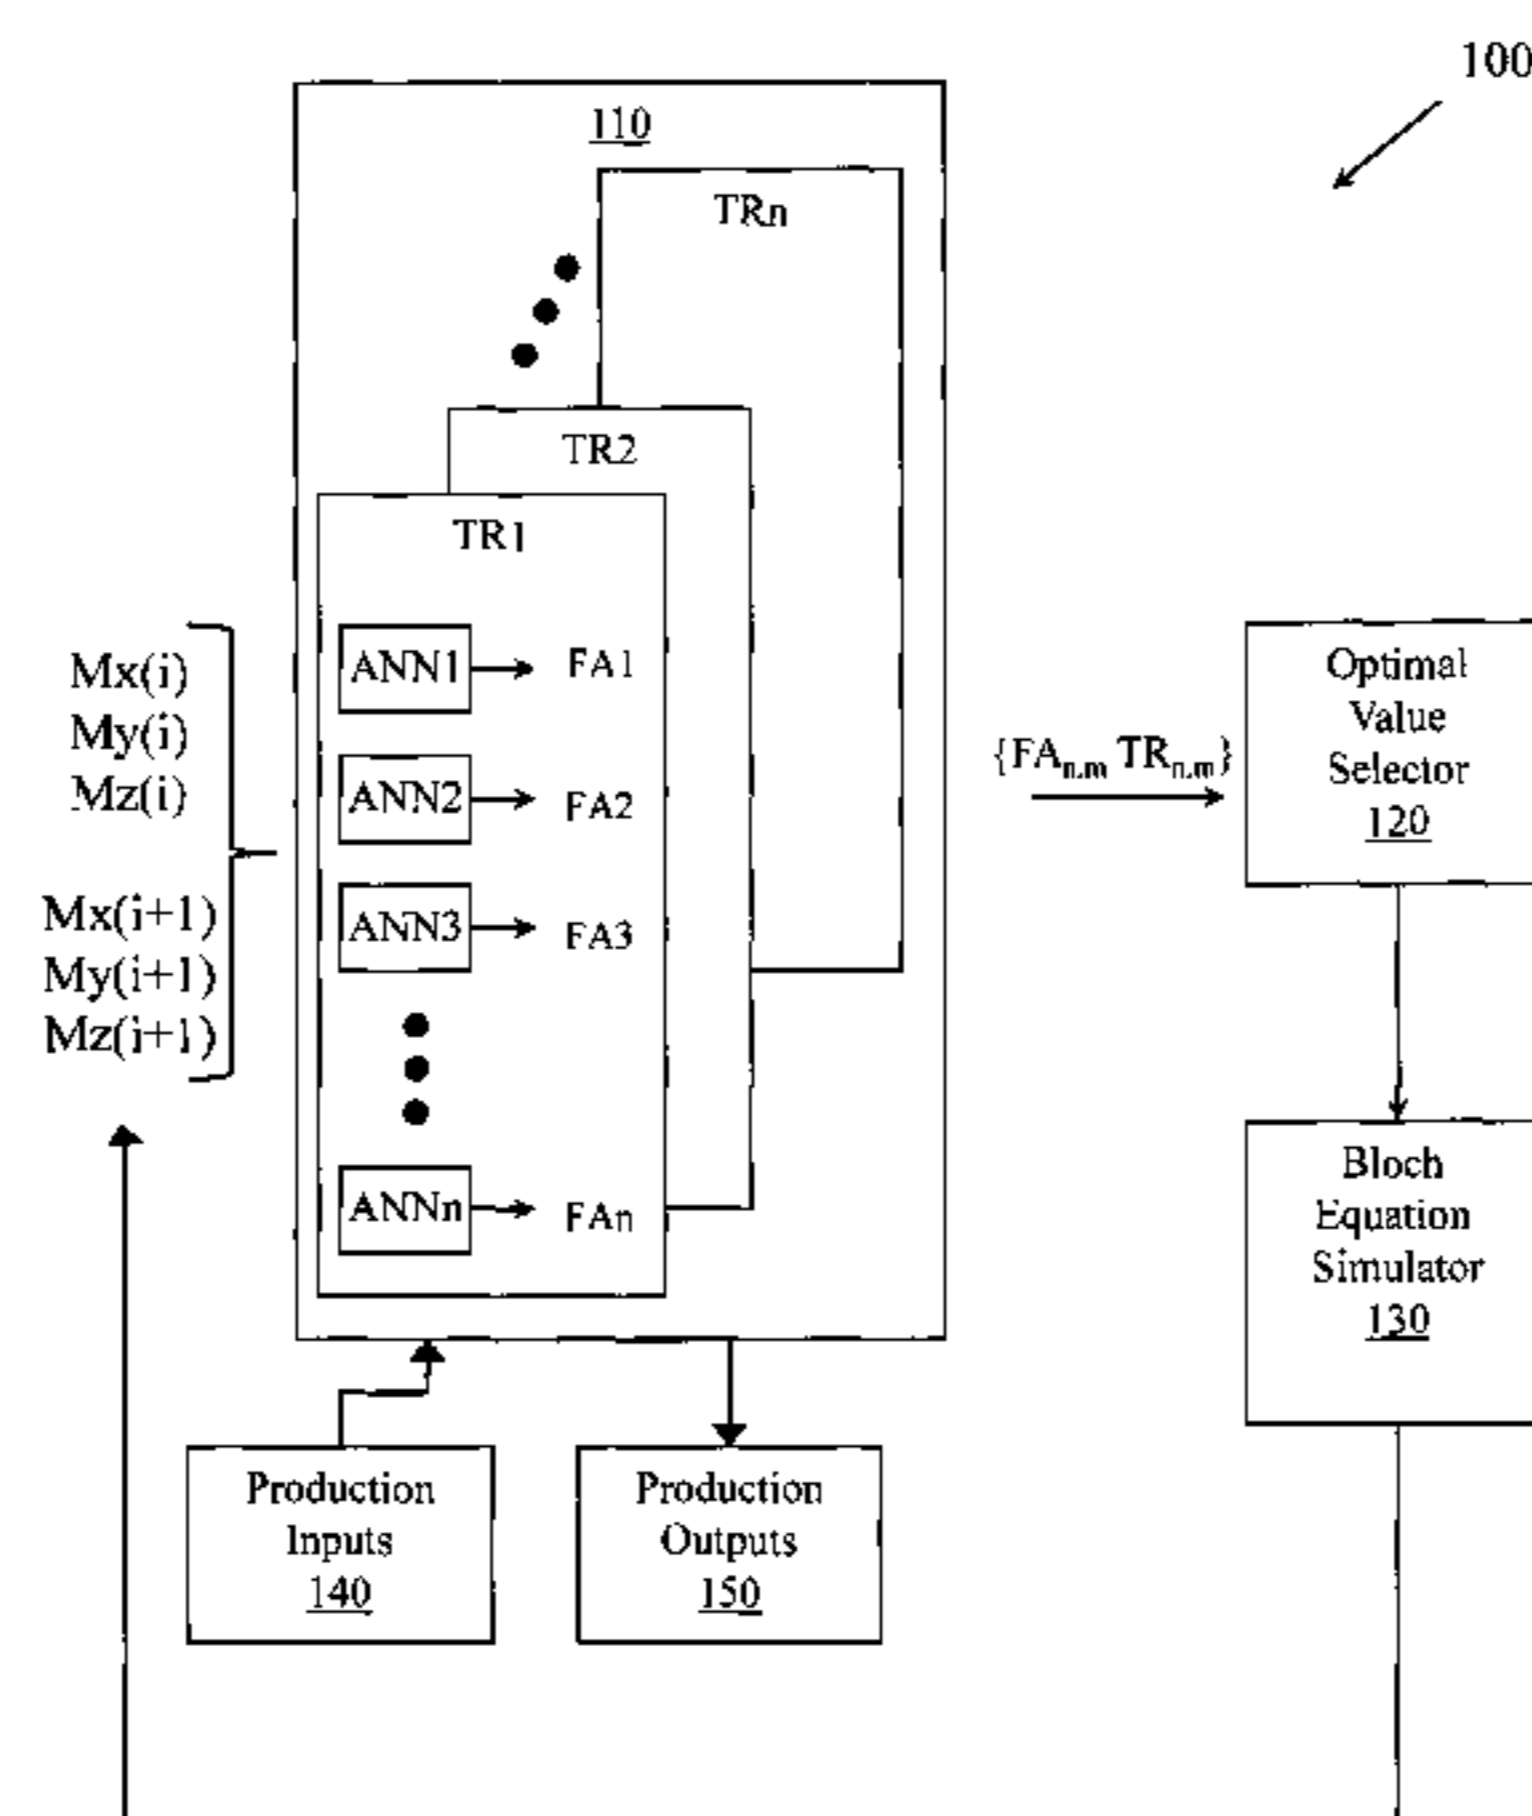 100
110
TRn
TR2
TR1
Mx(i)
My(i)
Mz(i)
Mx(i+1)
My(i+1)
Mz(i+1)
ANN1 FA1
ANN2 FA2
ANN3 FA3
ANNn FAn
{FAn,m TRn,m}
Optimal
Value
Selector
120
Bloch
Equation
Simulator
130
Production
Inputs
140
Production
Outputs
150